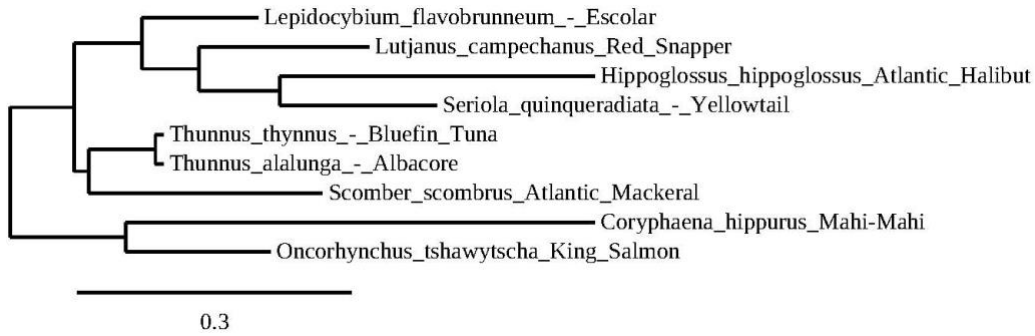 Lepidocybium_flavobrunneum_-_Escolar
Lutjanus_campechanus_Red_Snapper
Hippoglossus_hippoglossus_Atlantic_Halibut
Seriola_quinqueradiata_-_Yellowtail
Thunnus_thynnus_-_Bluefin_Tuna
Thunnus_alalunga_-_Albacore
Scomber_scombrus_Atlantic_Mackeral
Coryphaena_hippurus_Mahi-Mahi
Oncorhynchus_tshawytscha_King_Salmon
0.3